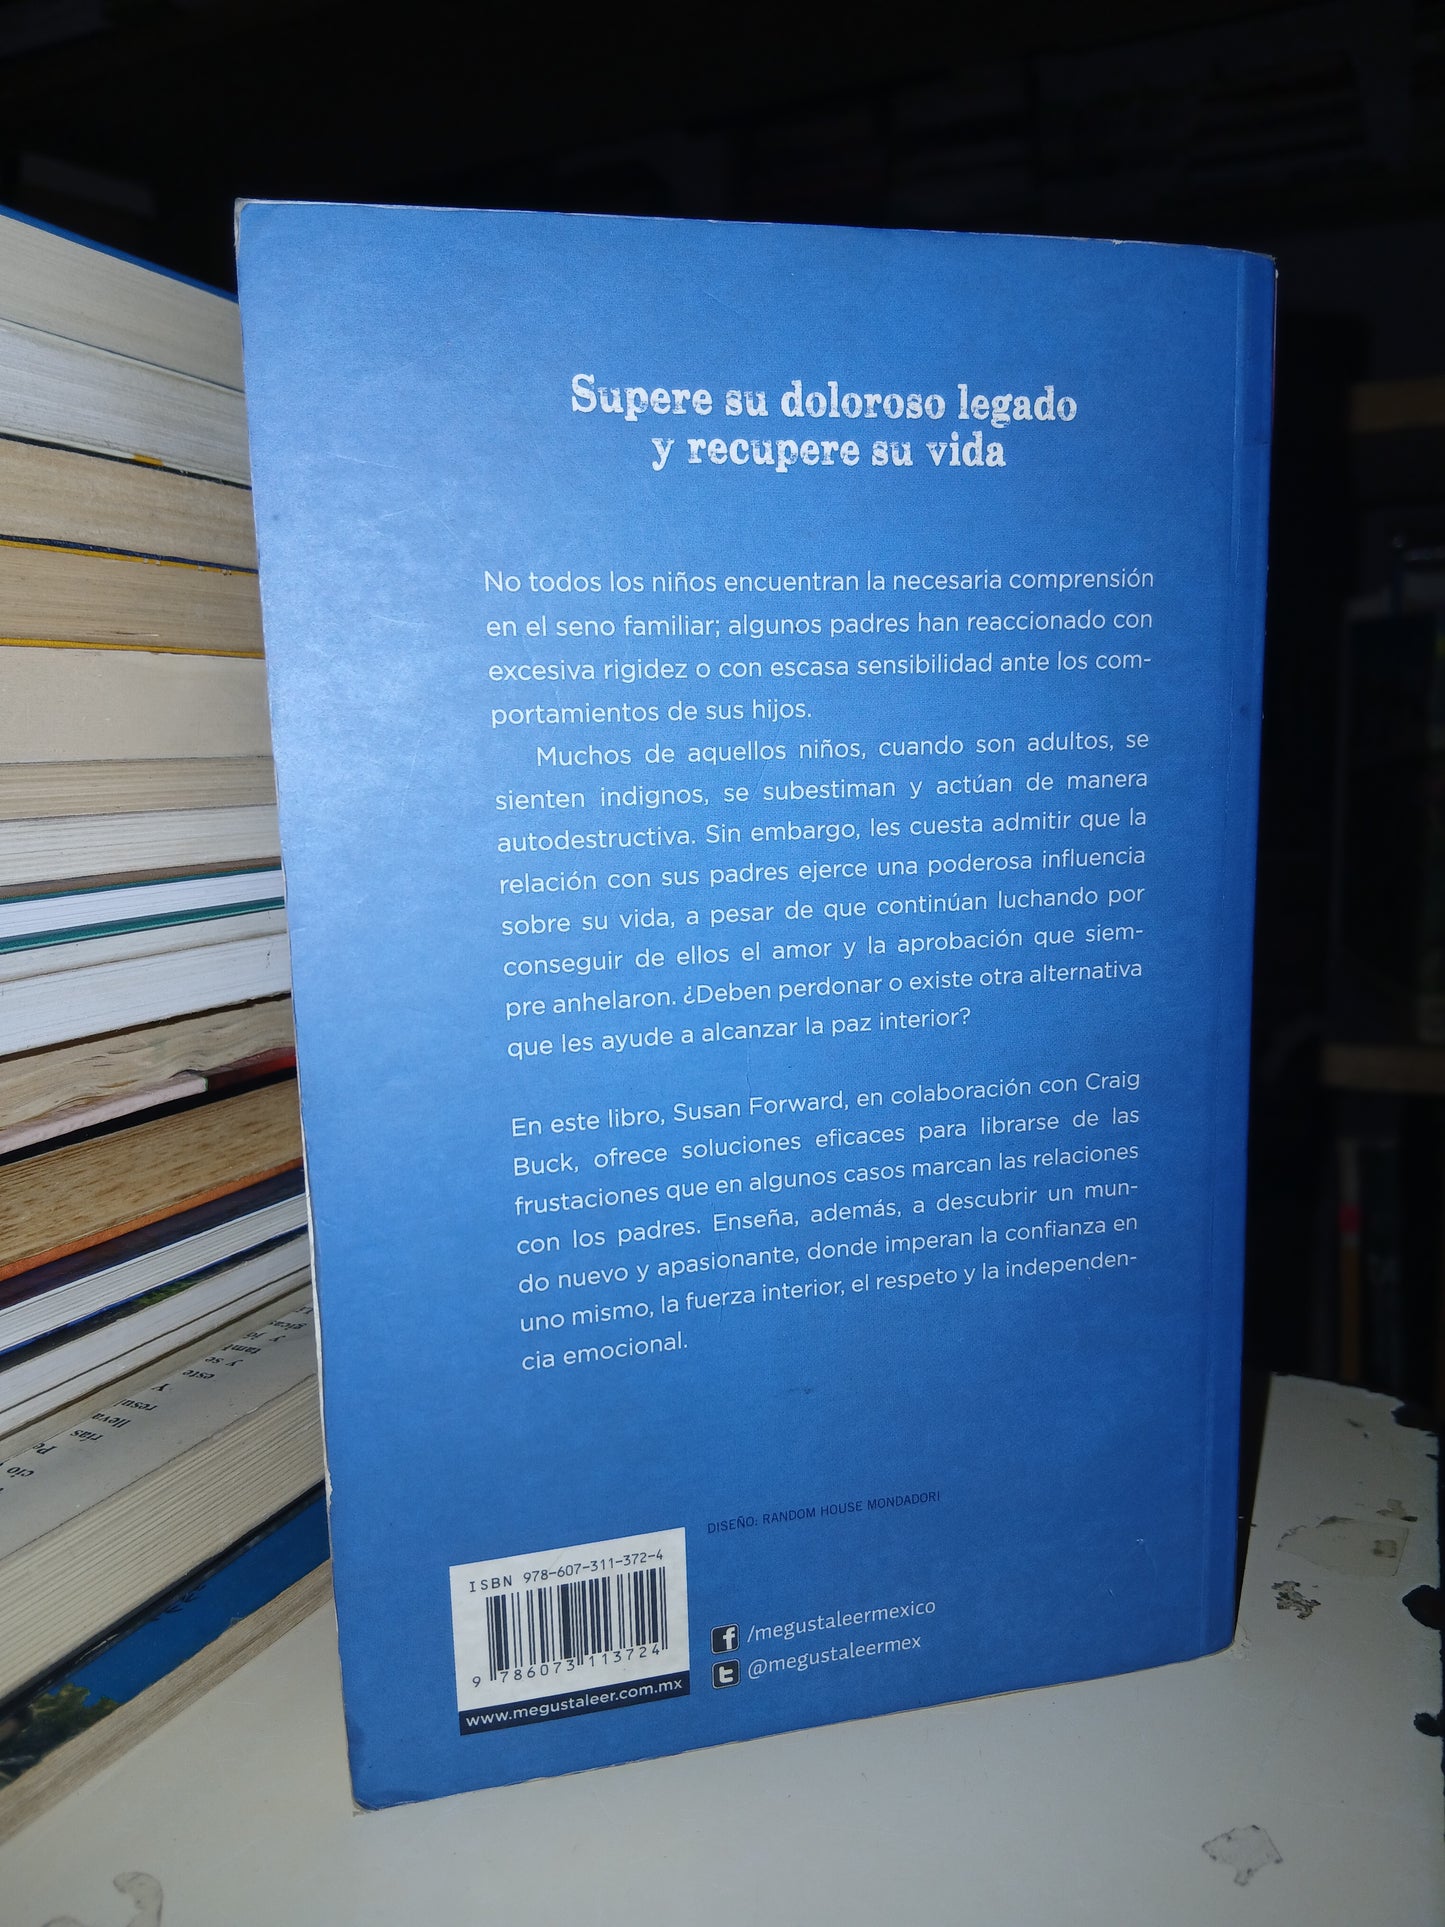 Supere su doloroso legado
y recupere su vida
No todos los niños encuentran la necesaria comprensión
en el seno familiar; algunos padres han reaccionado con
excesiva rigidez o con escasa sensibilidad ante los com-
portamientos de sus hijos.
Muchos de aquellos niños, cuando son adultos, se
sienten indignos, se subestiman y actúan de manera
autodestructiva. Sin embargo, les cuesta admitir que la
relación con sus padres ejerce una poderosa influencia
sobre su vida, a pesar de que continúan luchando por
conseguir de ellos el amor y la aprobación que siem-
pre anhelaron. ¿Deben perdonar o existe otra alternativa
que les ayude a alcanzar la paz interior?
En este libro, Susan Forward, en colaboración con Craig
Buck, ofrece soluciones eficaces para librarse de las
frustaciones que en algunos casos marcan las relaciones
con los padres. Enseña, además, a descubrir un mun-
do nuevo y apasionante, donde imperan la confianza en
uno mismo, la fuerza interior, el respeto y la independen-
cia emocional.
DISEÑO: RANDOM HOUSE MONDADORI
ISBN 978-607-311-372-4
9 786073 113724
www.megustaleer.com.mx
/megustaleermexico
@megustaleermex
este y se
resul
lleva
rías